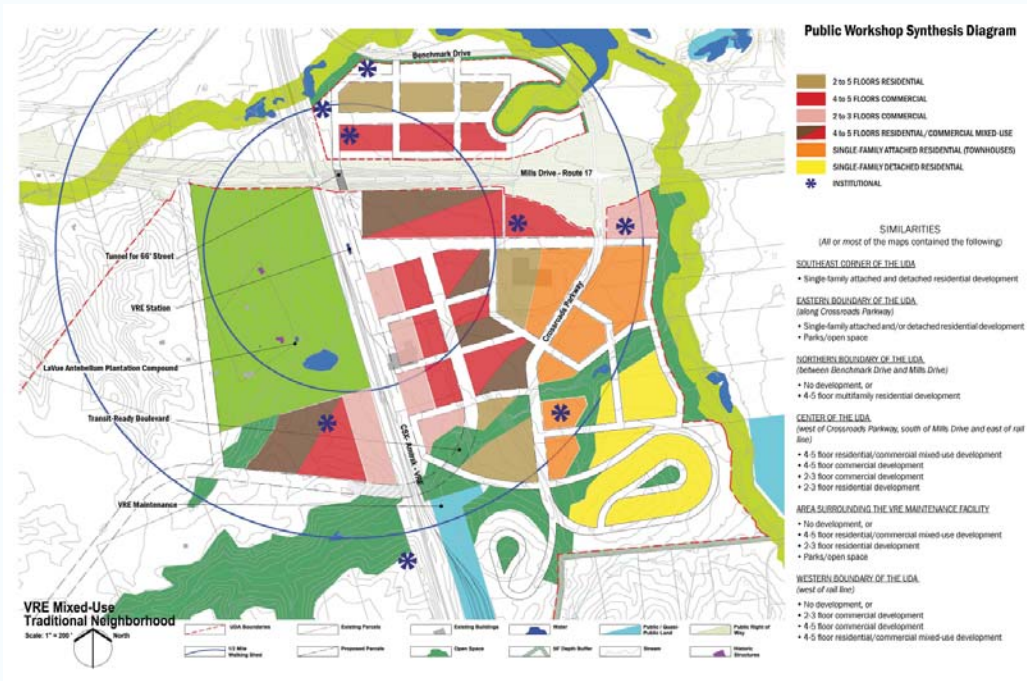 Public Workshop Synthesis Diagram
2 to 5 FLOORS RESIDENTIAL
4 to 5 FLOORS COMMERCIAL
2 to 3 FLOORS COMMERCIAL
4 to 5 FLOORS RESIDENTIAL/COMMERCIAL MIXED-USE
SINGLE-FAMILY ATTACHED RESIDENTIAL (TOWNHOUSES)
SINGLE-FAMILY DETACHED RESIDENTIAL
INSTITUTIONAL
Benchmark Drive
Mills Drive - Route 17
Tunnel for 66' Street
VRE Station
Crossroads Parkway
LaVue Antebellum Plantation Compound
Transit-Ready Boulevard
CSX- Amtrak - VRE
VRE Maintenance
SIMILARITIES
(All or most of the maps contained the following)
SOUTHEAST CORNER OF THE UDA
• Single-family attached and detached residential development
EASTERN BOUNDARY OF THE UDA
(along Crossroads Parkway)
• Single-family attached and/or detached residential development
• Parks/open space
NORTHERN BOUNDARY OF THE UDA
(between Benchmark Drive and Mills Drive)
• No development, or
• 4-5 floor multifamily residential development
CENTER OF THE UDA
(west of Crossroads Parkway, south of Mills Drive and east of rail
line)
• 4-5 floor residential/commercial mixed-use development
• 4-5 floor commercial development
• 2-3 floor commercial development
• 2-3 floor residential development
AREA SURROUNDING THE VRE MAINTENANCE FACILITY
• No development, or
• 4-5 floor residential/commercial mixed-use development
• 2-3 floor residential development
• Parks/open space
WESTERN BOUNDARY OF THE UDA
(west of rail line)
• No development, or
• 2-3 floor commercial development
• 4-5 floor commercial development
• 4-5 floor residential/commercial mixed-use development
VRE Mixed-Use
Traditional Neighborhood
Scale: 1" = 200'
North
UDA Boundaries
Existing Parcels
Existing Buildings
Water
Public / Quasi-
Public Land
Public Right of
Way
1/2 Mile
Walking Shed
Proposed Parcels
Open Space
50' Depth Buffer
Stream
Historic
Structures